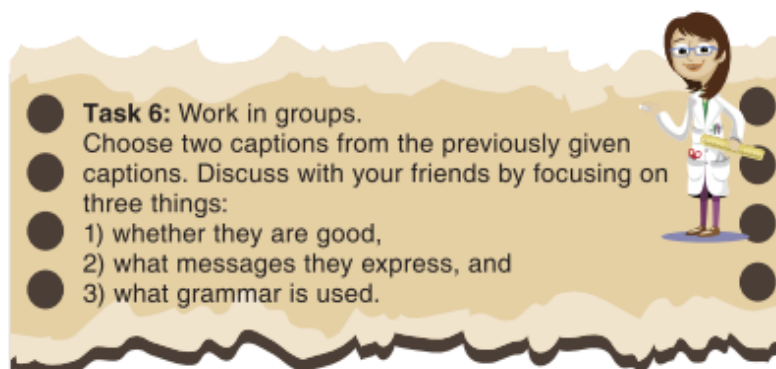 Task 6: Work in groups.
Choose two captions from the previously given
captions. Discuss with your friends by focusing on
three things:
1) whether they are good,
2) what messages they express, and
3) what grammar is used.